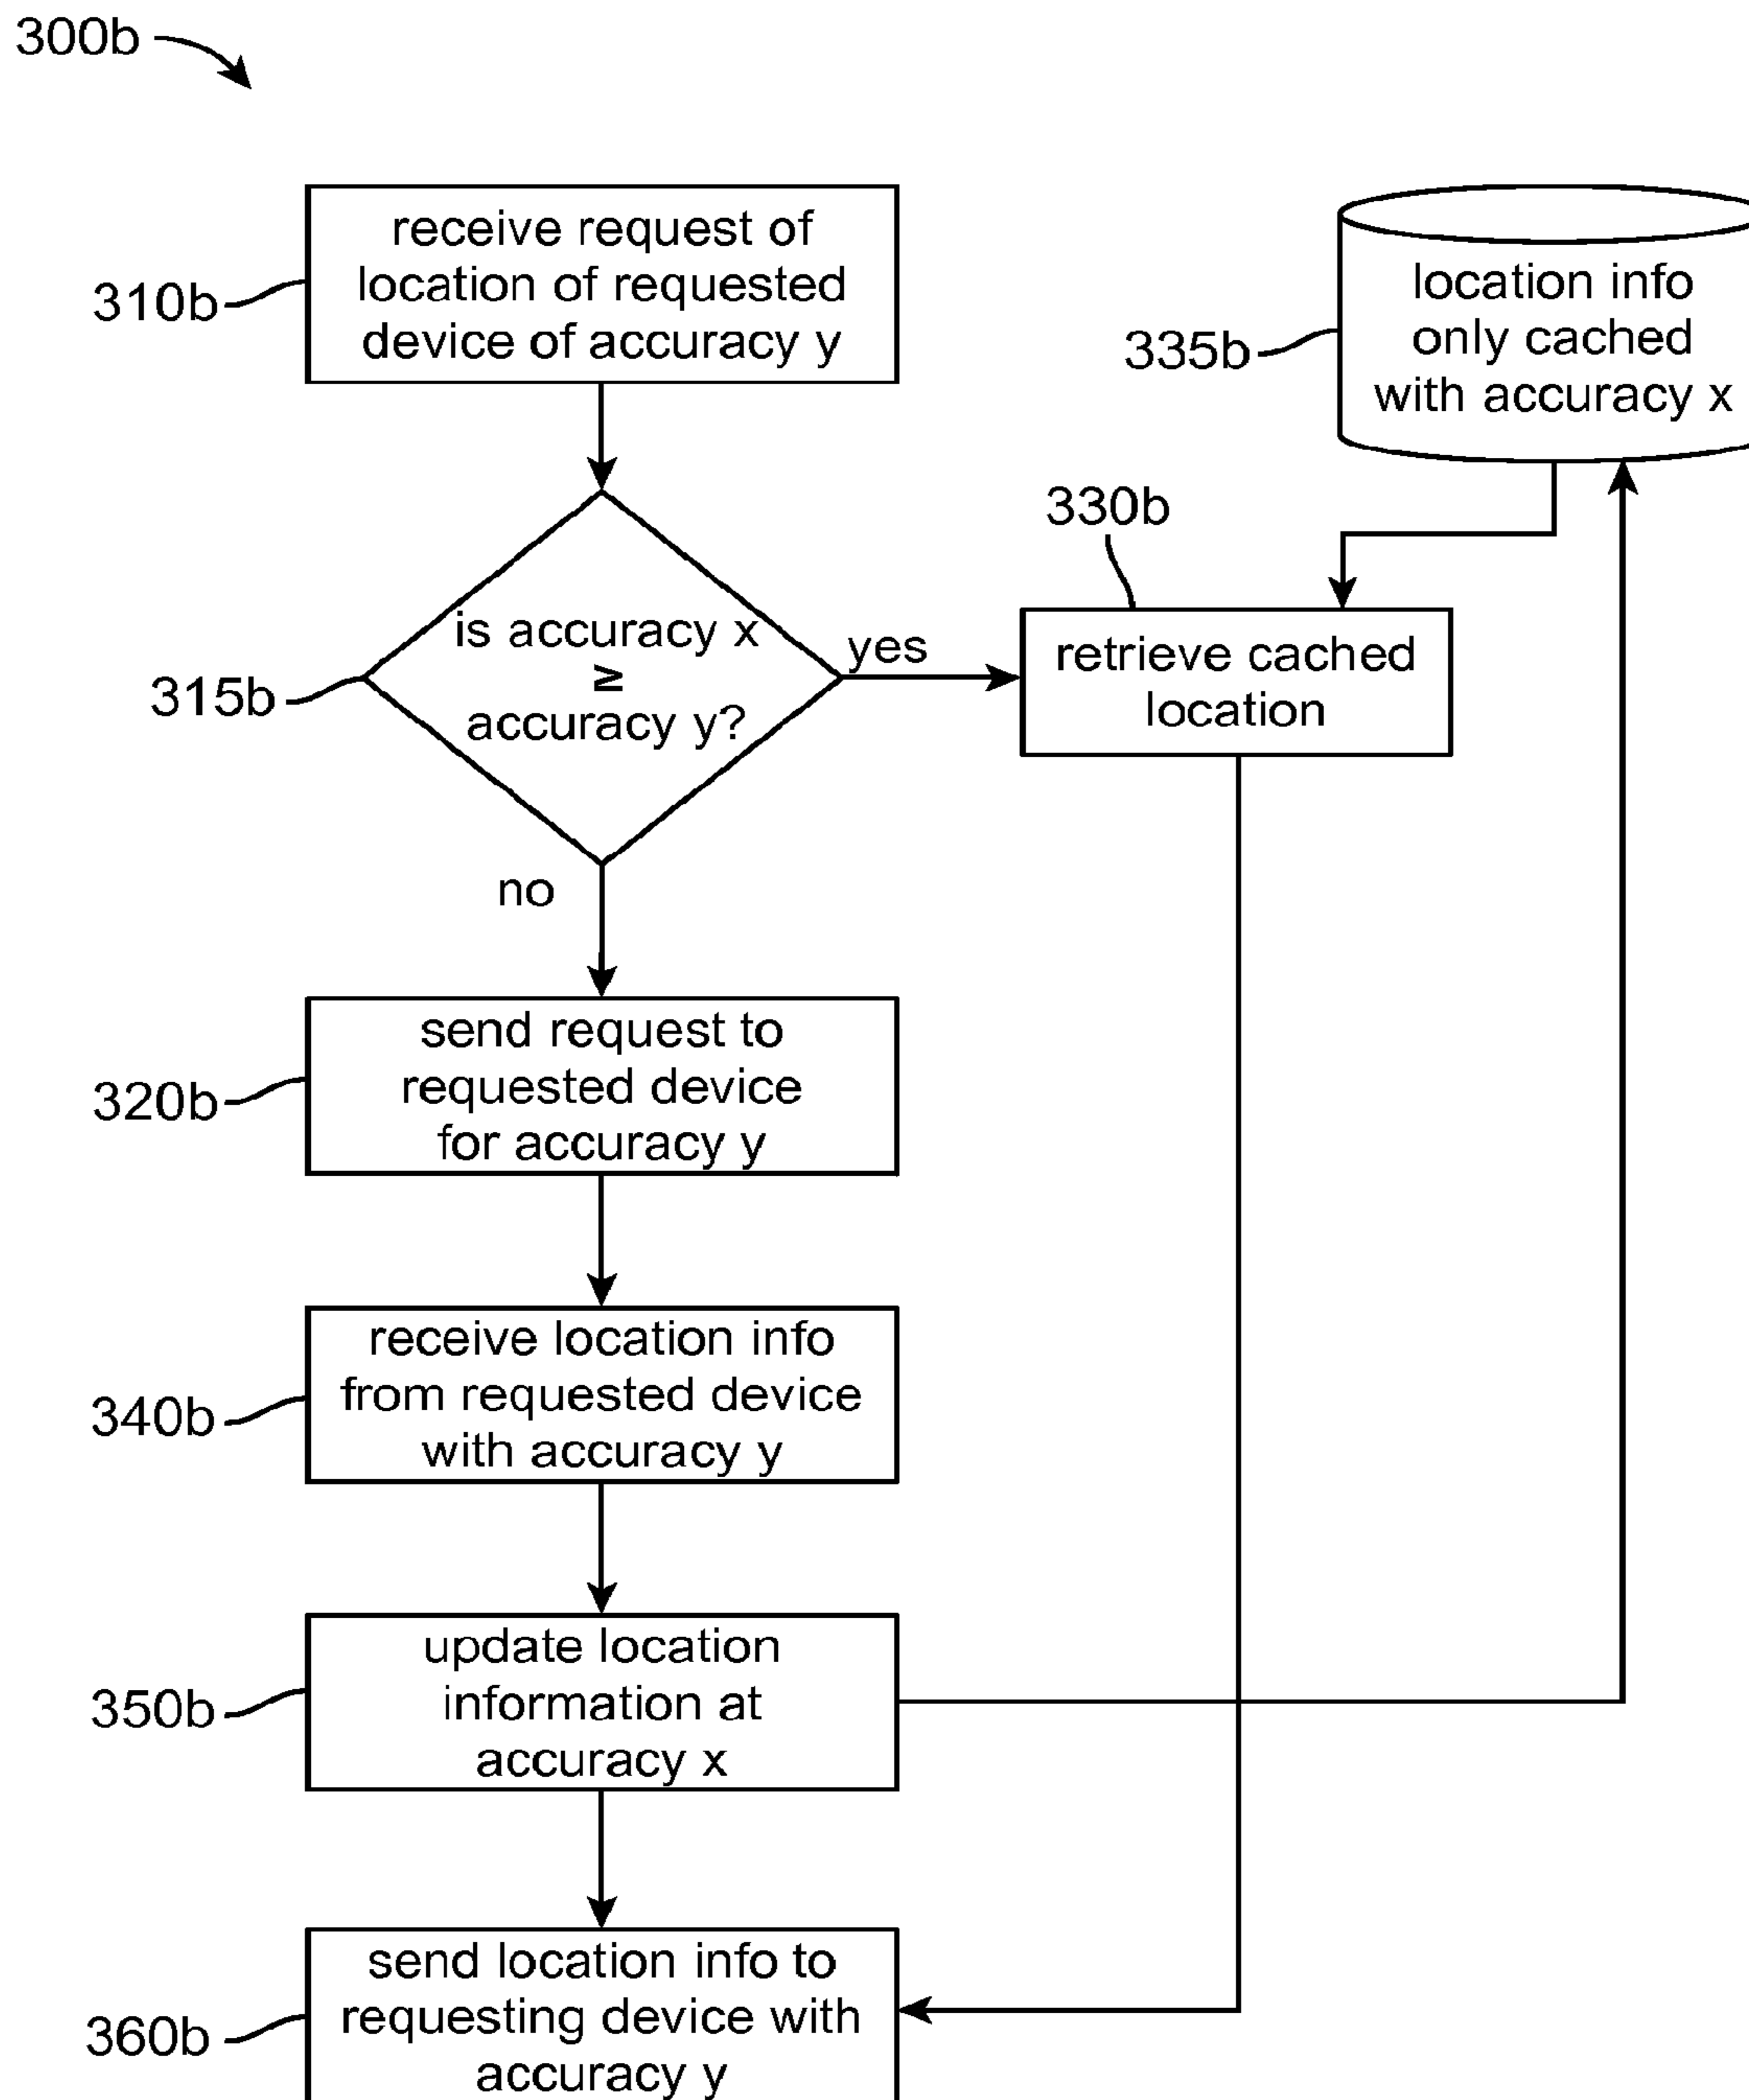 300b
receive request of
location of requested
device of accuracy y
310b
location info
only cached
with accuracy x
335b
330b
is accuracy x
≥
accuracy y?
yes
315b
retrieve cached
location
no
send request to
requested device
for accuracy y
320b
receive location info
from requested device
with accuracy y
340b
update location
information at
accuracy x
350b
send location info to
requesting device with
accuracy y
360b